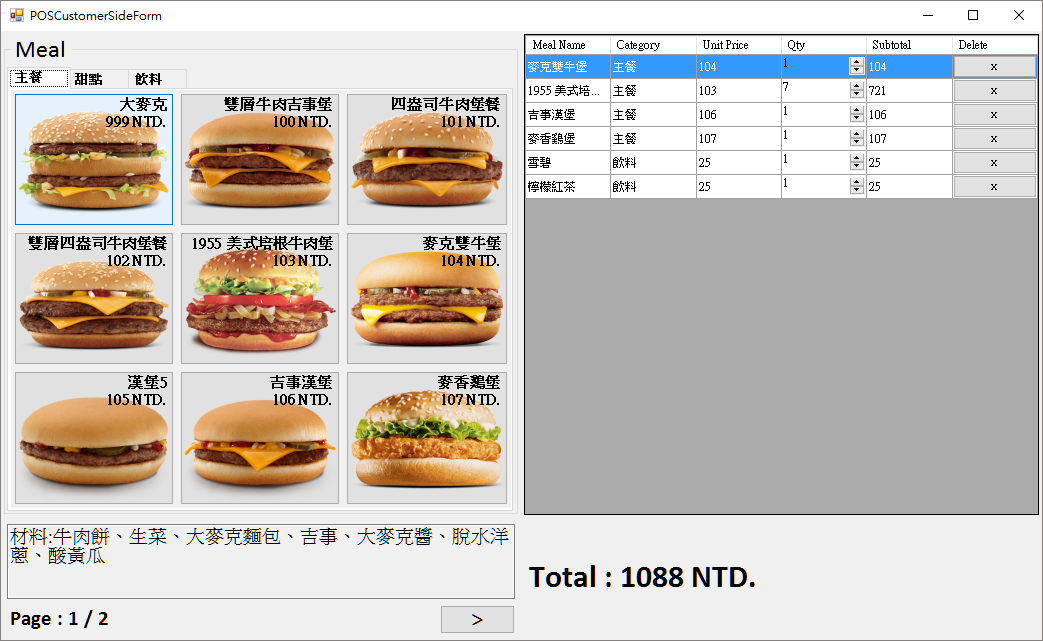 POSCustomerSideForm
Meal
主餐 甜點 飲料
大麥克
999 NTD.
雙層牛肉吉事堡
100 NTD.
四盎司牛肉堡餐
101 NTD.
雙層四盎司牛肉堡餐
102 NTD.
1955 美式培根牛肉堡
103 NTD.
麥克雙牛堡
104 NTD.
漢堡5
105 NTD.
吉事漢堡
106 NTD.
麥香雞堡
107 NTD.
材料:牛肉餅、生菜、大麥克麵包、吉事、大麥克醬、脫水洋
蔥、酸黃瓜
Page : 1 / 2
>
Meal Name Category Unit Price Qty Subtotal Delete
麥克雙牛堡 主餐 104 1 104 x
1955 美式培... 主餐 103 7 721 x
吉事漢堡 主餐 106 1 106 x
麥香雞堡 主餐 107 1 107 x
雪碧 飲料 25 1 25 x
檸檬紅茶 飲料 25 1 25 x
Total : 1088 NTD.